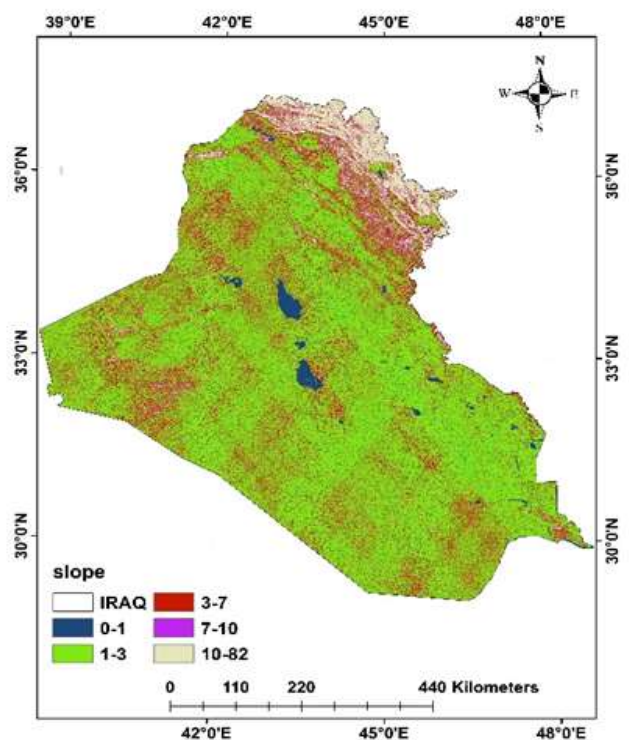 39°0'E 42°0'E 45°0'E 48°0'E
N
W E
S
36°0'N 36°0'N
33°0'N 33°0'N
30°0'N 30°0'N
slope
IRAQ 3-7
0-1 7-10
1-3 10-82
0 110 220 440 Kilometers
42°0'E 45°0'E 48°0'E